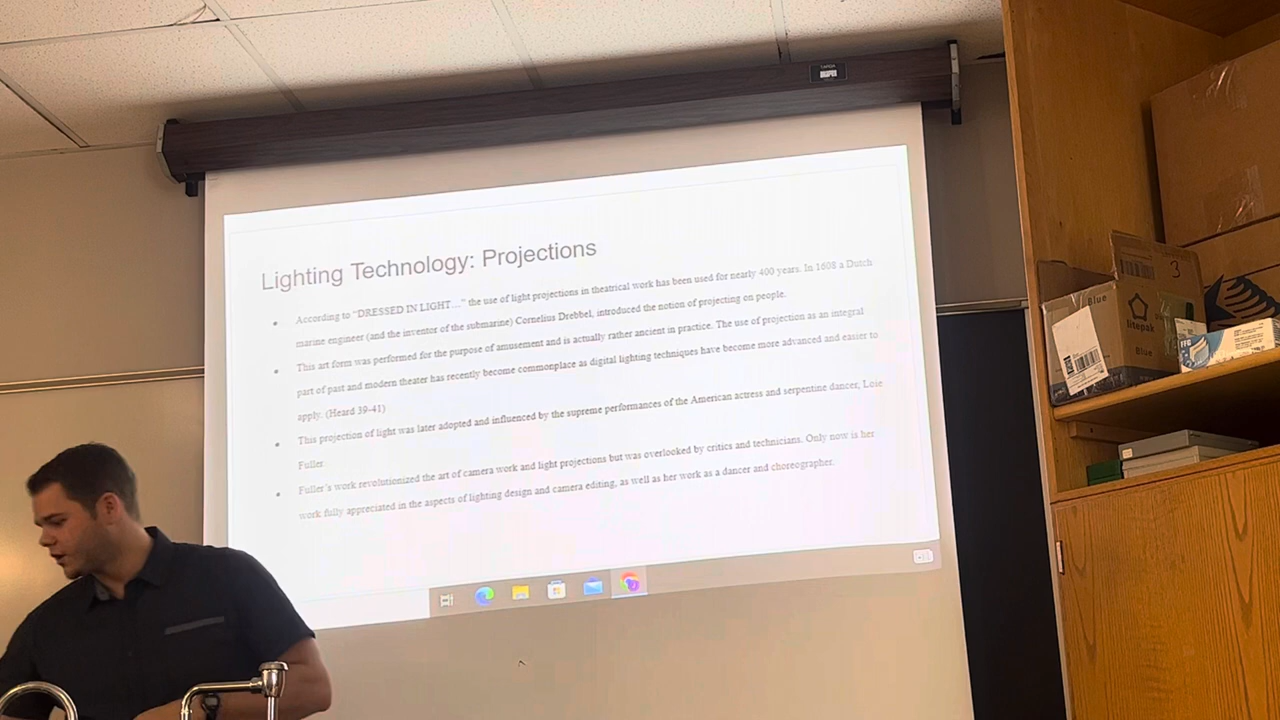 Lighting Technology: Projections
According to “DRESSED IN LIGHT…” the use of light projections in theatrical work has been used for nearly 400 years. In 1608 a Dutch
marine engineer (and the inventor of the submarine) Cornelius Drebbel, introduced the notion of projecting on people.
This art form was performed for the purpose of amusement and is actually rather ancient in practice. The use of projection as an integral
part of past and modern theater has recently become commonplace as digital lighting techniques have become more advanced and easier to
apply. (Heard 39-41)
This projection of light was later adopted and influenced by the supreme performances of the American actress and serpentine dancer, Loie
Fuller
Fuller’s work revolutionized the art of camera work and light projections but was overlooked by critics and technicians. Only now is her
work fully appreciated in the aspects of lighting design and camera editing, as well as her work as a dancer and choreographer.
3
Blue
litepak
Blue